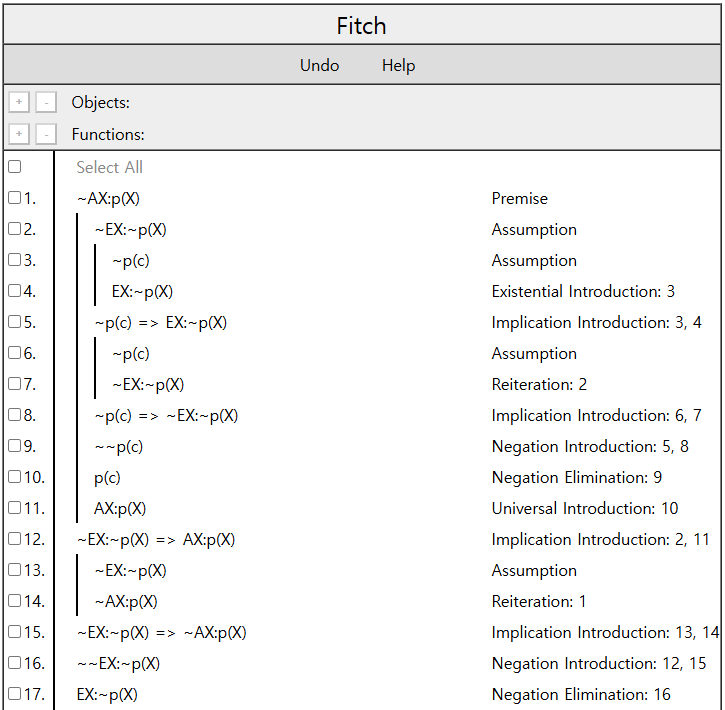 Fitch
Undo Help
+ - Objects:
+ - Functions:
Select All
1. ~AX:p(X) Premise
2. ~EX:~p(X) Assumption
3. ~p(c) Assumption
4. EX:~p(X) Existential Introduction: 3
5. ~p(c) => EX:~p(X) Implication Introduction: 3, 4
6. ~p(c) Assumption
7. ~EX:~p(X) Reiteration: 2
8. ~p(c) => ~EX:~p(X) Implication Introduction: 6, 7
9. ~~p(c) Negation Introduction: 5, 8
10. p(c) Negation Elimination: 9
11. AX:p(X) Universal Introduction: 10
12. ~EX:~p(X) => AX:p(X) Implication Introduction: 2, 11
13. ~EX:~p(X) Assumption
14. ~AX:p(X) Reiteration: 1
15. ~EX:~p(X) => ~AX:p(X) Implication Introduction: 13, 14
16. ~~EX:~p(X) Negation Introduction: 12, 15
17. EX:~p(X) Negation Elimination: 16